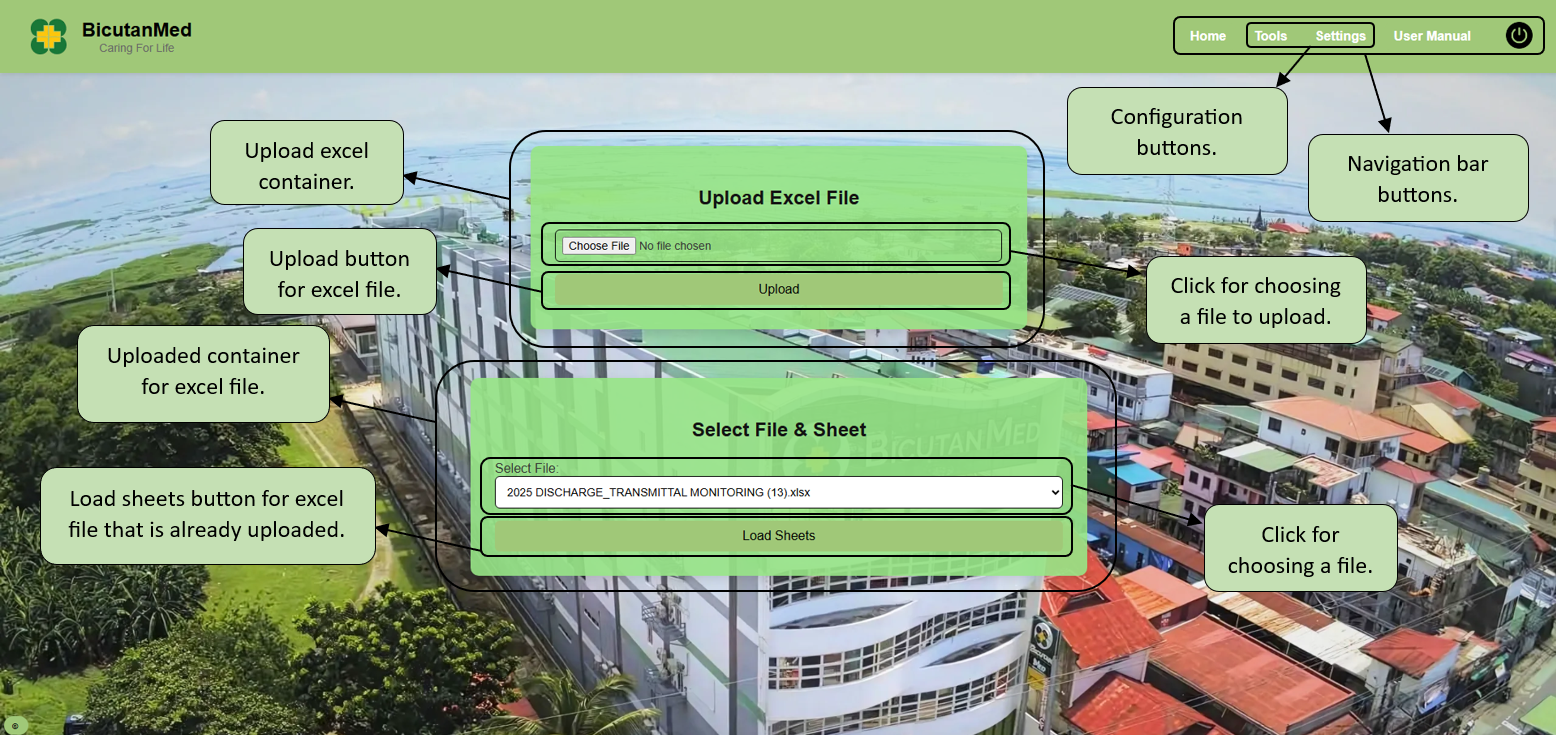 BicutanMed
Caring For Life
Home
Tools
Settings
User Manual
Configuration
buttons.
Navigation bar
buttons.
Upload excel
container.
Upload Excel File
Choose File No file chosen
Upload
Upload button
for excel file.
Click for choosing
a file to upload.
Uploaded container
for excel file.
Select File & Sheet
BICUTANMED
Select File:
2025 DISCHARGE_TRANSMITTAL MONITORING (13).xlsx
Load Sheets
Load sheets button for excel
file that is already uploaded.
Click for
choosing a file.
©